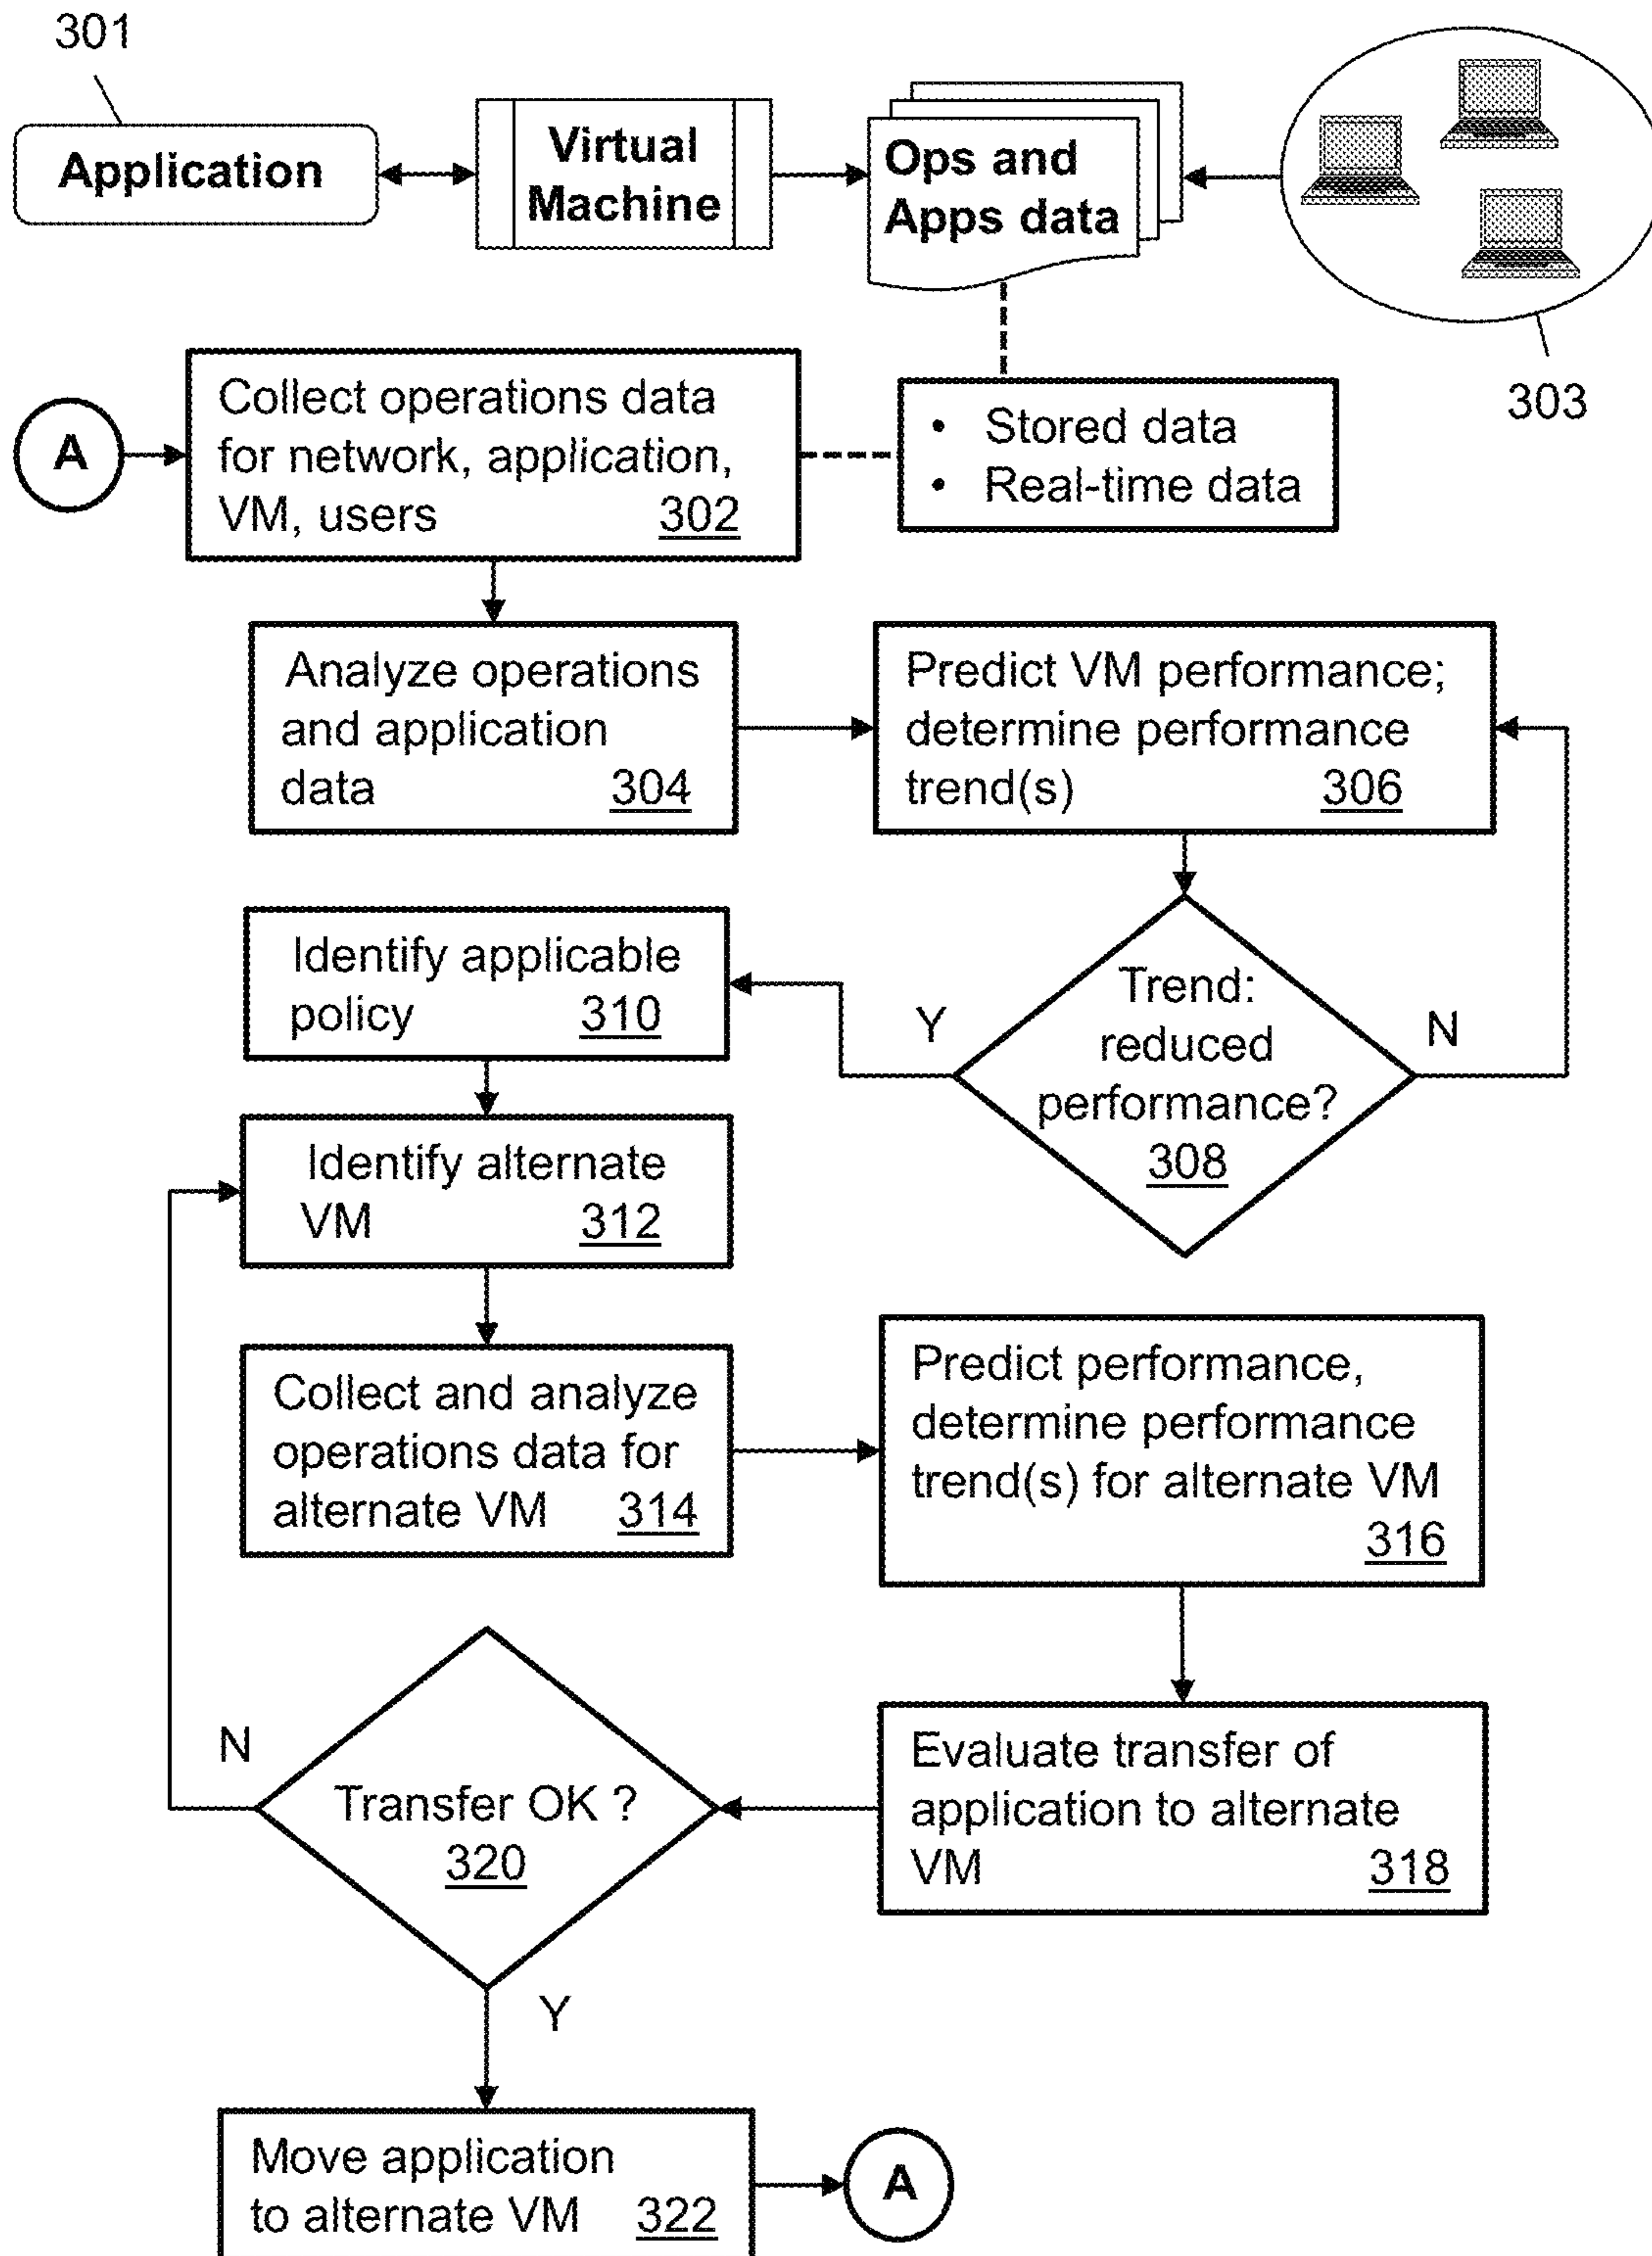 301
Application
Virtual
Machine
Ops and
Apps data
303
A
Collect operations data
for network, application,
VM, users 302
• Stored data
• Real-time data
Analyze operations
and application
data 304
Predict VM performance;
determine performance
trend(s) 306
Identify applicable
policy 310
Y
Trend:
reduced
performance?
308
N
Identify alternate
VM 312
Collect and analyze
operations data for
alternate VM 314
Predict performance,
determine performance
trend(s) for alternate VM
316
N
Transfer OK ?
320
Evaluate transfer of
application to alternate
VM 318
Y
Move application
to alternate VM 322
A